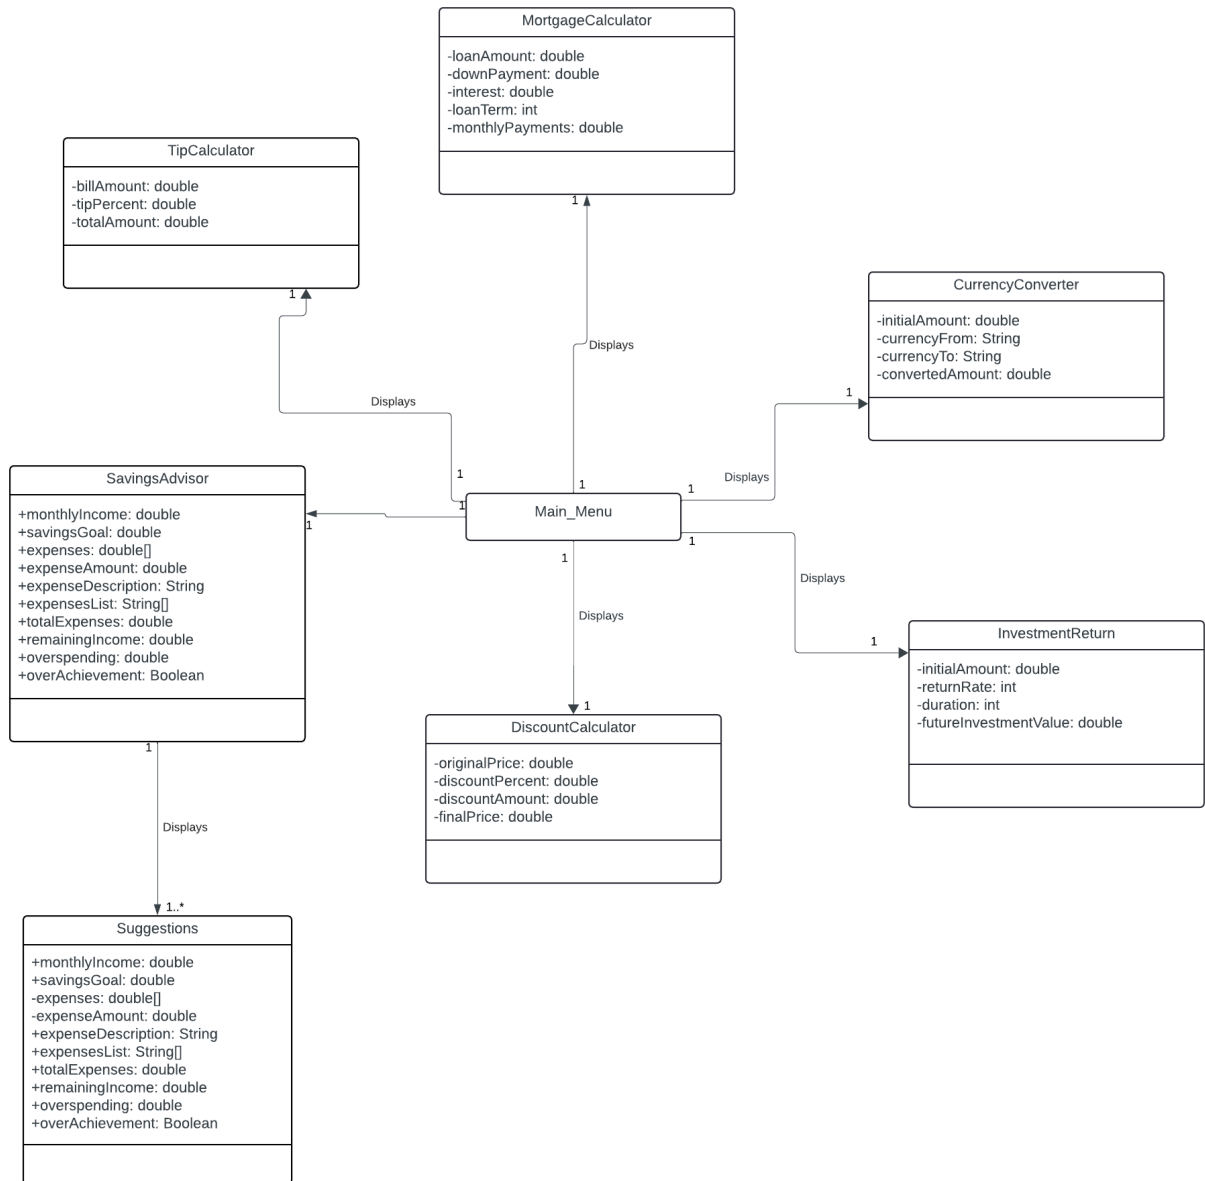 MortgageCalculator
-loanAmount: double
-downPayment: double
-interest: double
-loanTerm: int
-monthlyPayments: double
1
TipCalculator
-billAmount: double
-tipPercent: double
-totalAmount: double
1
CurrencyConverter
-initialAmount: double
-currencyFrom: String
-currencyTo: String
-convertedAmount: double
1
Displays
Displays
Displays
1
1
1
1
Main_Menu
1
1
SavingsAdvisor
+monthlyIncome: double
+savingsGoal: double
+expenses: double[]
+expenseAmount: double
+expenseDescription: String
+expensesList: String[]
+totalExpenses: double
+remainingIncome: double
+overspending: double
+overAchievement: Boolean
1
1
Displays
Displays
1
InvestmentReturn
-initialAmount: double
-returnRate: int
-duration: int
-futureInvestmentValue: double
1
DiscountCalculator
-originalPrice: double
-discountPercent: double
-discountAmount: double
-finalPrice: double
Displays
1..*
Suggestions
+monthlyIncome: double
+savingsGoal: double
-expenses: double[]
-expenseAmount: double
+expenseDescription: String
+expensesList: String[]
+totalExpenses: double
+remainingIncome: double
+overspending: double
+overAchievement: Boolean